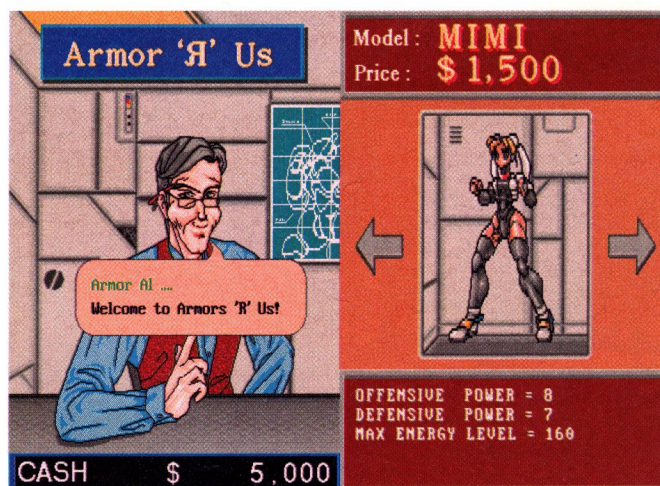 Armor 'Я' Us
Armor Al ....
Welcome to Armors 'R' Us!
CASH $ 5,000
Model : MIMI
Price : $ 1,500
OFFENSIVE POWER = 8
DEFENSIVE POWER = 7
MAX ENERGY LEVEL = 160